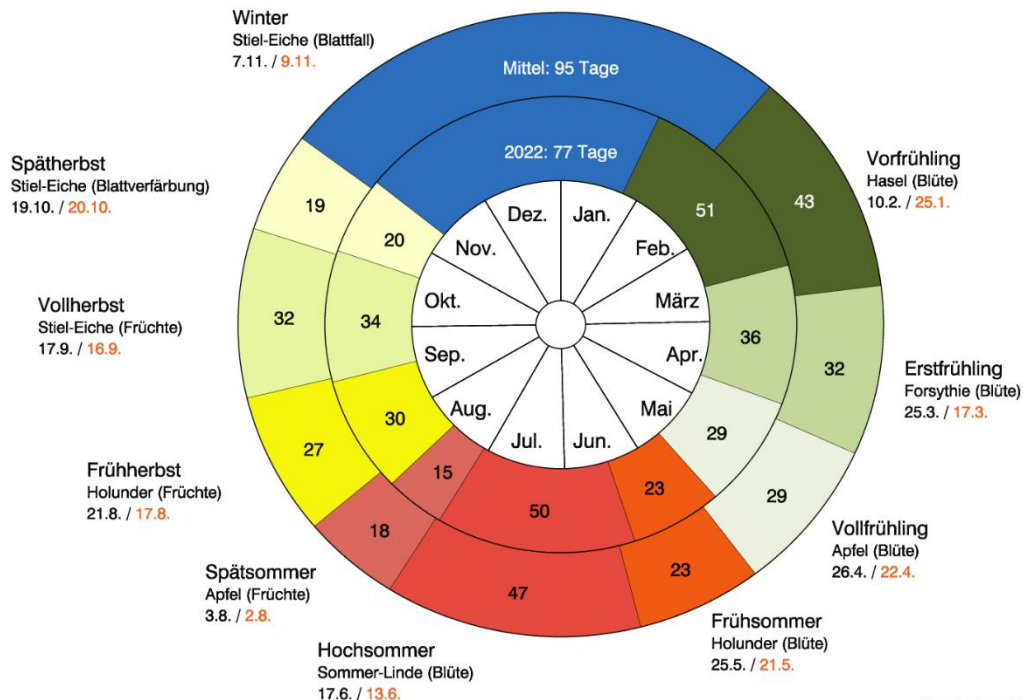 Winter
Stiel-Eiche (Blattfall)
7.11. / 9.11.
Mittel: 95 Tage
2022: 77 Tage
Vorfrühling
Hasel (Blüte)
10.2. / 25.1.
43
51
Erstfrühling
Forsythie (Blüte)
25.3. / 17.3.
32
36
Vollfrühling
Apfel (Blüte)
26.4. / 22.4.
29
29
Frühsommer
Holunder (Blüte)
25.5. / 21.5.
23
23
Hochsommer
Sommer-Linde (Blüte)
17.6. / 13.6.
47
50
Spätsommer
Apfel (Früchte)
3.8. / 2.8.
18
15
Frühherbst
Holunder (Früchte)
21.8. / 17.8.
27
30
Vollherbst
Stiel-Eiche (Früchte)
17.9. / 16.9.
32
34
Spätherbst
Stiel-Eiche (Blattverfärbung)
19.10. / 20.10.
19
20
Jan.
Feb.
März
Apr.
Mai
Jun.
Jul.
Aug.
Sep.
Okt.
Nov.
Dez.